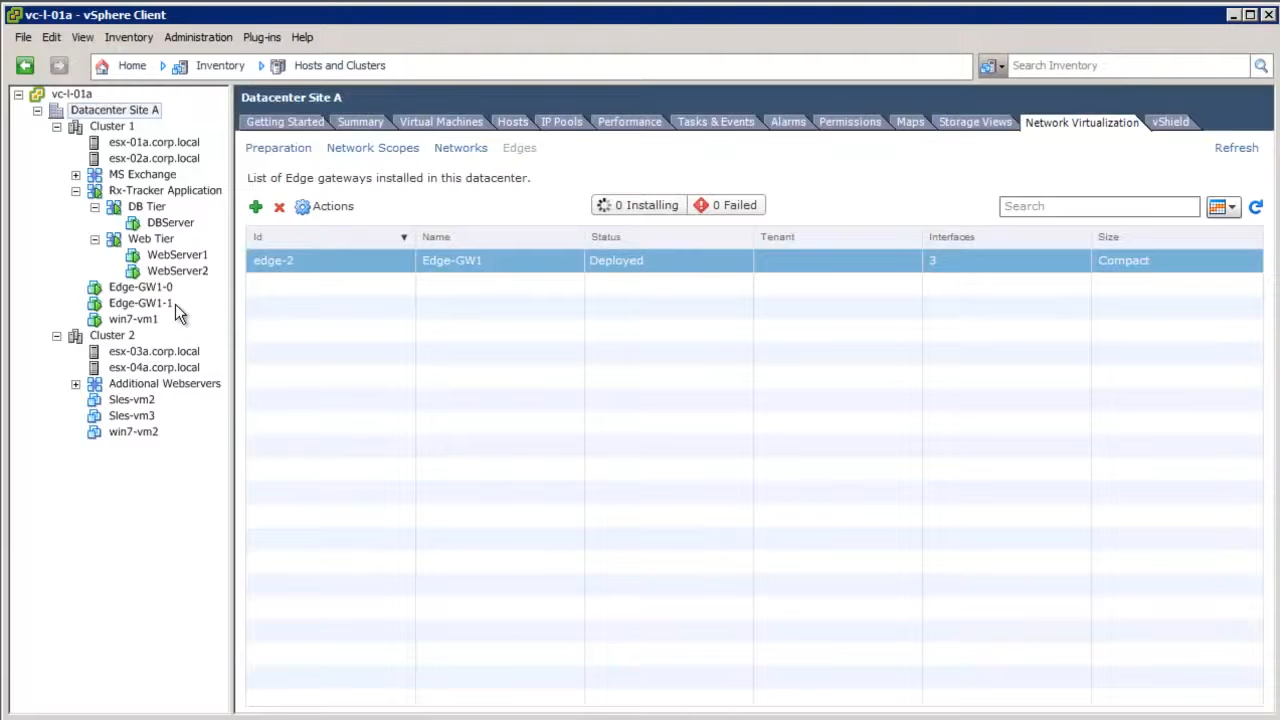 vc-l-01a - vSphere Client
File Edit View Inventory Administration Plug-ins Help
Home Inventory Hosts and Clusters Search Inventory
vc-l-01a
Datacenter Site A
Cluster 1
esx-01a.corp.local
esx-02a.corp.local
MS Exchange
Rx-Tracker Application
DB Tier
DBServer
Web Tier
WebServer1
WebServer2
Edge-GW1-0
Edge-GW1-1
win7-vm1
Cluster 2
esx-03a.corp.local
esx-04a.corp.local
Additional Webservers
Sles-vm2
Sles-vm3
win7-vm2
Datacenter Site A
Getting Started Summary Virtual Machines Hosts IP Pools Performance Tasks & Events Alarms Permissions Maps Storage Views Network Virtualization vShield
Preparation Network Scopes Networks Edges Refresh
List of Edge gateways installed in this datacenter.
Actions 0 Installing 0 Failed Search
Id Name Status Tenant Interfaces Size
edge-2 Edge-GW1 Deployed 3 Compact